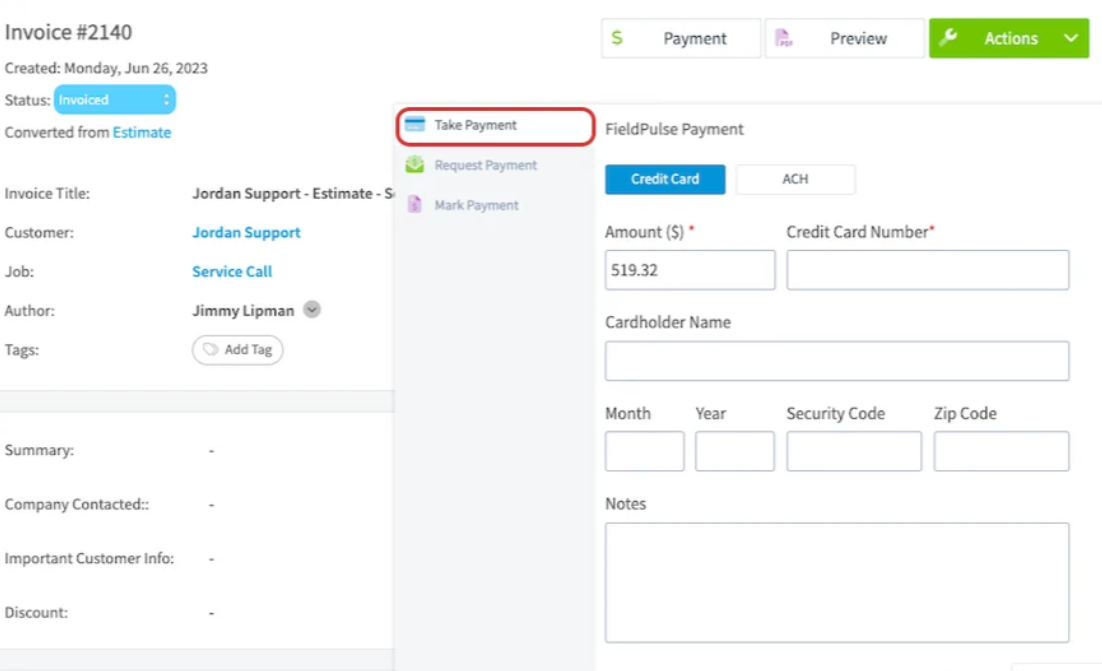 Invoice #2140
$ Payment
PDF Preview
Actions
Created: Monday, Jun 26, 2023
Status: Invoiced
Converted from Estimate
Take Payment
Request Payment
Mark Payment
FieldPulse Payment
Credit Card ACH
Invoice Title: Jordan Support - Estimate -
Customer: Jordan Support
Job: Service Call
Author: Jimmy Lipman
Tags: Add Tag
Amount ($) * Credit Card Number*
519.32
Cardholder Name
Month Year Security Code Zip Code
Notes
Summary: -
Company Contacted:: -
Important Customer Info: -
Discount: -